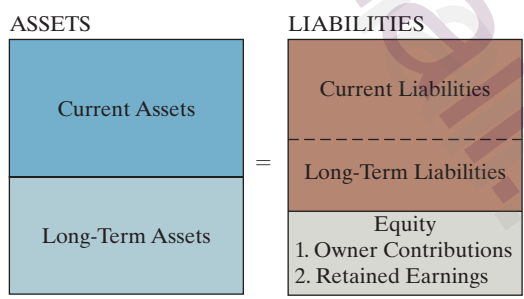 ASSETS
Current Assets
Long-Term Assets
=
LIABILITIES
Current Liabilities
Long-Term Liabilities
Equity
1. Owner Contributions
2. Retained Earnings